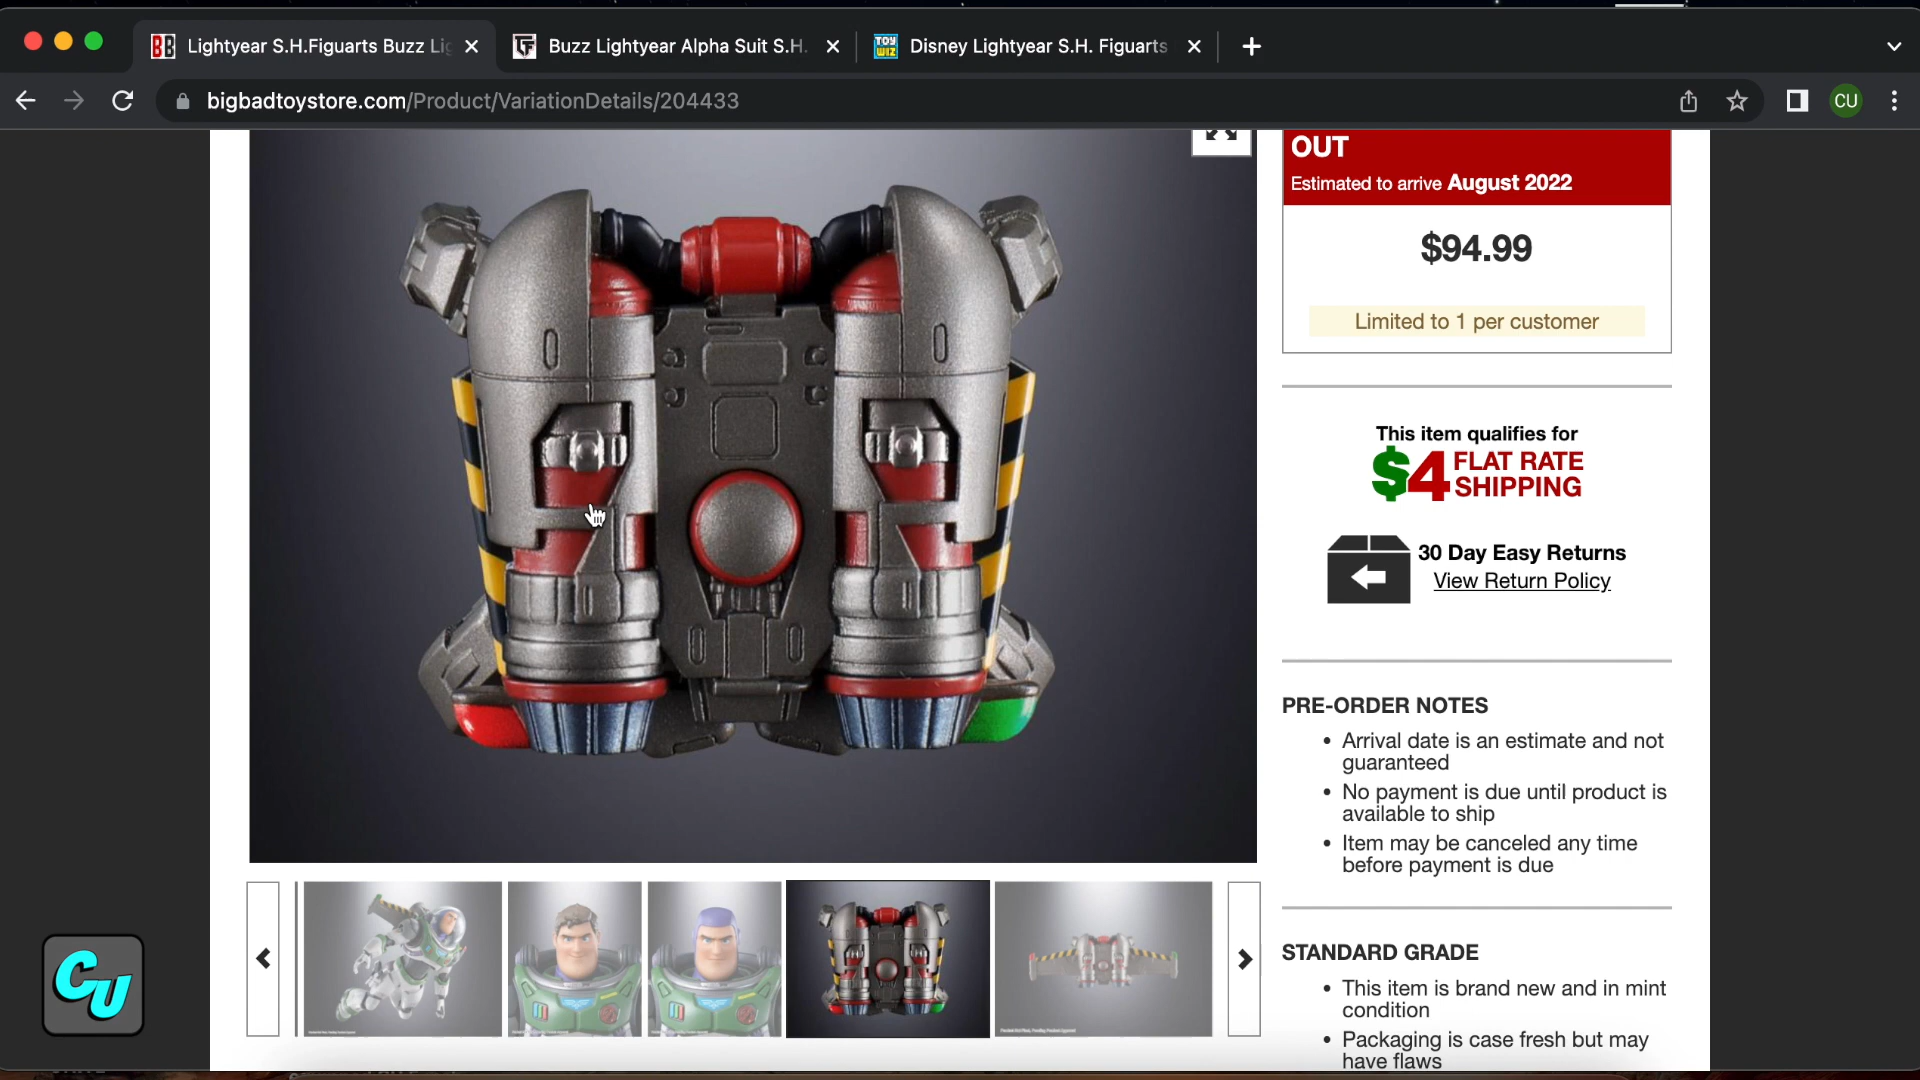 Lightyear S.H.Figuarts Buzz Lig
Buzz Lightyear Alpha Suit S.H.
TOY WIZ
Disney Lightyear S.H. Figuarts
bigbadtoystore.com/Product/VariationDetails/204433
CU
OUT
Estimated to arrive August 2022
$94.99
Limited to 1 per customer
This item qualifies for
$4 FLAT RATE
SHIPPING
30 Day Easy Returns
View Return Policy
PRE-ORDER NOTES
• Arrival date is an estimate and not
guaranteed
• No payment is due until product is
available to ship
• Item may be canceled any time
before payment is due
STANDARD GRADE
• This item is brand new and in mint
condition
• Packaging is case fresh but may
have flaws
CU